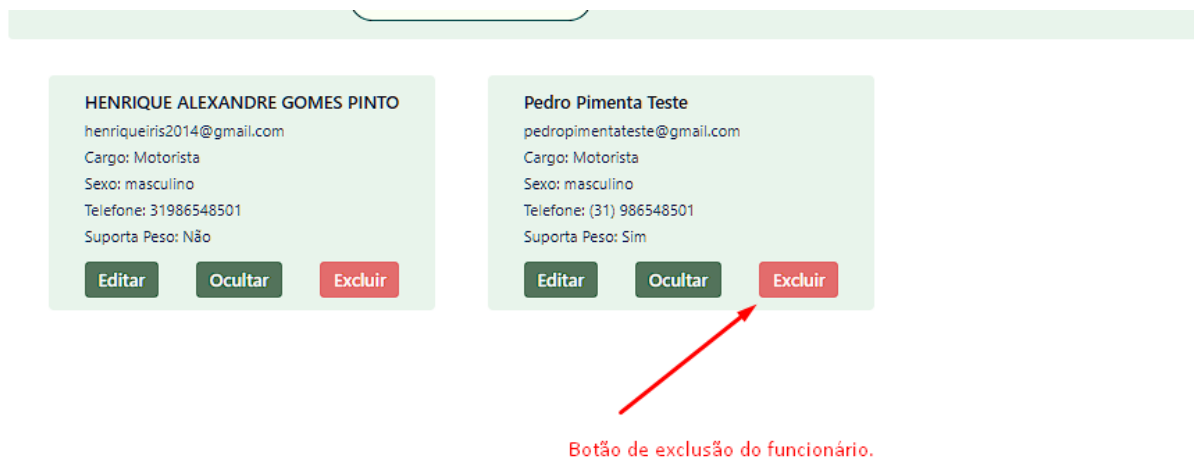 HENRIQUE ALEXANDRE GOMES PINTO
henriqueiris2014@gmail.com
Cargo: Motorista
Sexo: masculino
Telefone: 31986548501
Suporta Peso: Não
Editar Ocultar Excluir
Pedro Pimenta Teste
pedropimentateste@gmail.com
Cargo: Motorista
Sexo: masculino
Telefone: (31) 986548501
Suporta Peso: Sim
Editar Ocultar Excluir
Botão de exclusão do funcionário.